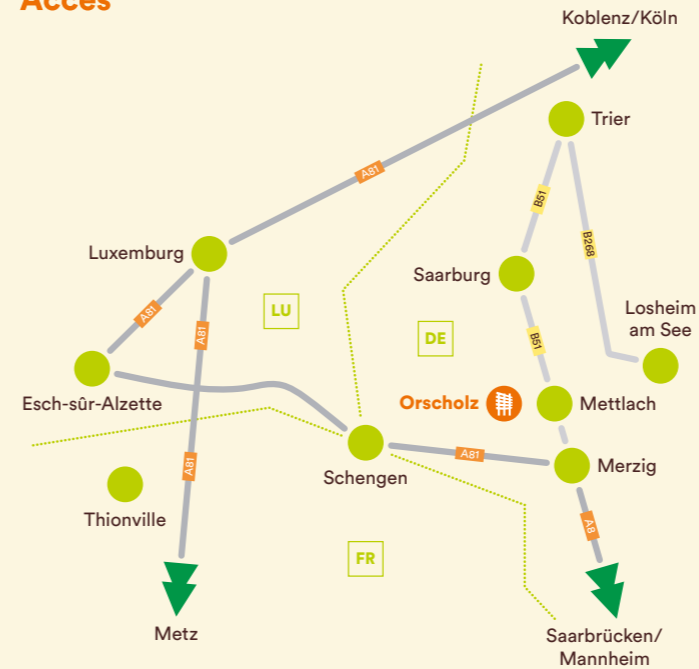 Accès
Koblenz/Köln
Trier
A81
B51
Luxemburg
B268
Saarburg
LU
A81
A81
DE
B51
Losheim
am See
Esch-sûr-Alzette
Orscholz
Mettlach
Schengen
A81
Merzig
A81
Thionville
A8
FR
Metz
Saarbrücken/
Mannheim